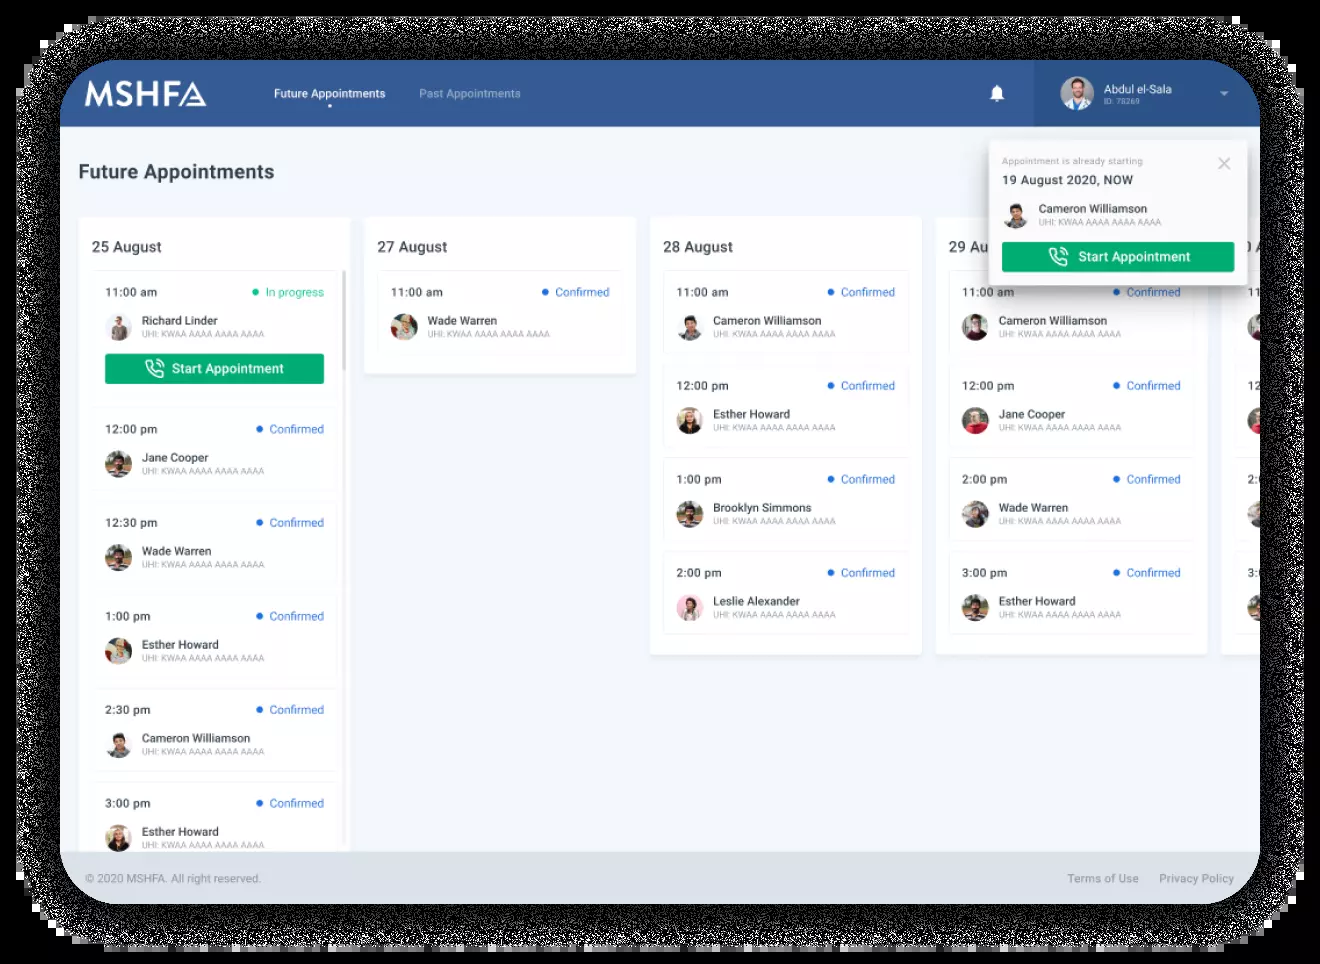 MSHFA
Future Appointments
Past Appointments
Abdul el-Sala
ID: 78269
Future Appointments
Appointment is already starting
19 August 2020, NOW
Cameron Williamson
UHI: KWAA AAAA AAAA AAAA
Start Appointment
25 August
11:00 am In progress
Richard Linder
UHI: KWAA AAAA AAAA AAAA
Start Appointment
12:00 pm Confirmed
Jane Cooper
UHI: KWAA AAAA AAAA AAAA
12:30 pm Confirmed
Wade Warren
UHI: KWAA AAAA AAAA AAAA
1:00 pm Confirmed
Esther Howard
UHI: KWAA AAAA AAAA AAAA
2:30 pm Confirmed
Cameron Williamson
UHI: KWAA AAAA AAAA AAAA
3:00 pm Confirmed
Esther Howard
UHI: KWAA AAAA AAAA AAAA
27 August
11:00 am Confirmed
Wade Warren
UHI: KWAA AAAA AAAA AAAA
28 August
11:00 am Confirmed
Cameron Williamson
UHI: KWAA AAAA AAAA AAAA
12:00 pm Confirmed
Esther Howard
UHI: KWAA AAAA AAAA AAAA
1:00 pm Confirmed
Brooklyn Simmons
UHI: KWAA AAAA AAAA AAAA
2:00 pm Confirmed
Leslie Alexander
UHI: KWAA AAAA AAAA AAAA
29 Au
11:00 am Confirmed
Cameron Williamson
UHI: KWAA AAAA AAAA AAAA
12:00 pm Confirmed
Jane Cooper
UHI: KWAA AAAA AAAA AAAA
2:00 pm Confirmed
Wade Warren
UHI: KWAA AAAA AAAA AAAA
3:00 pm Confirmed
Esther Howard
UHI: KWAA AAAA AAAA AAAA
© 2020 MSHFA. All right reserved.
Terms of Use
Privacy Policy